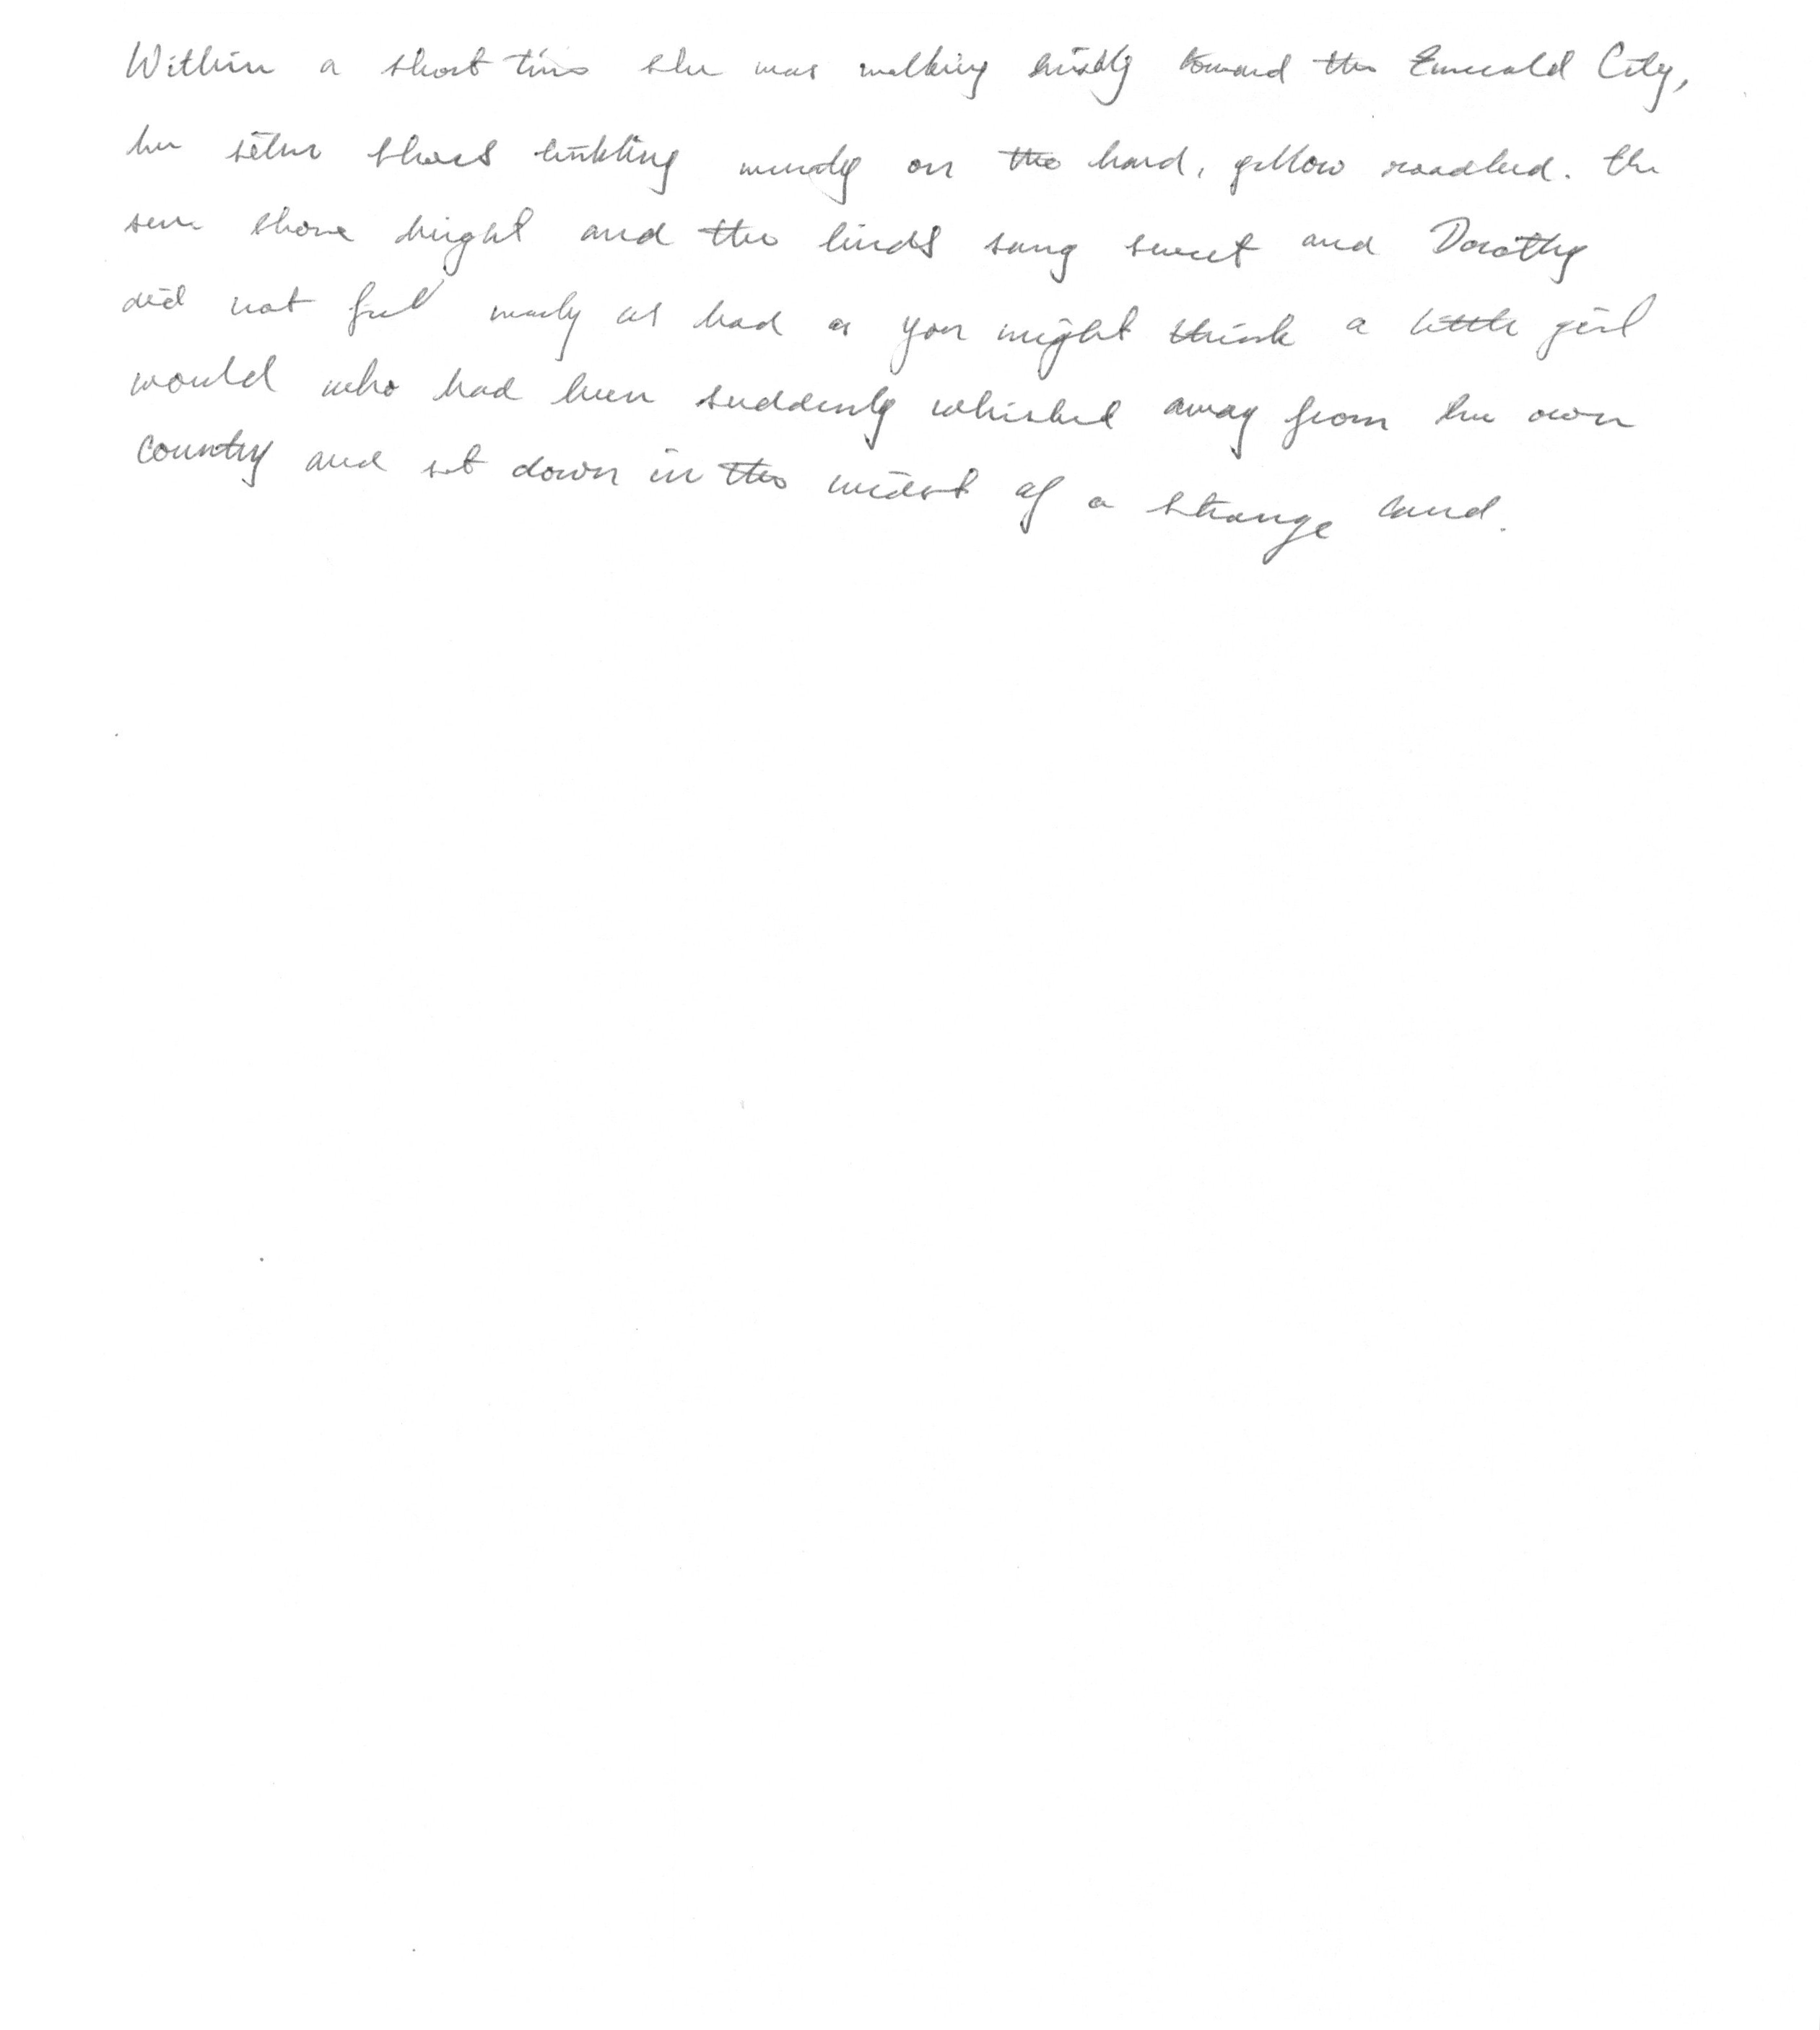 Within a short time she was walking briskly toward the Emerald City,
her silver shoes tinkling merrily on the hard, yellow roadbed. the
sun shone bright and the birds sang sweet and Dorothy
did not feel nearly as bad as you might think a little girl
would who had been suddenly whisked away from her own
country and set down in the midst of a strange land.